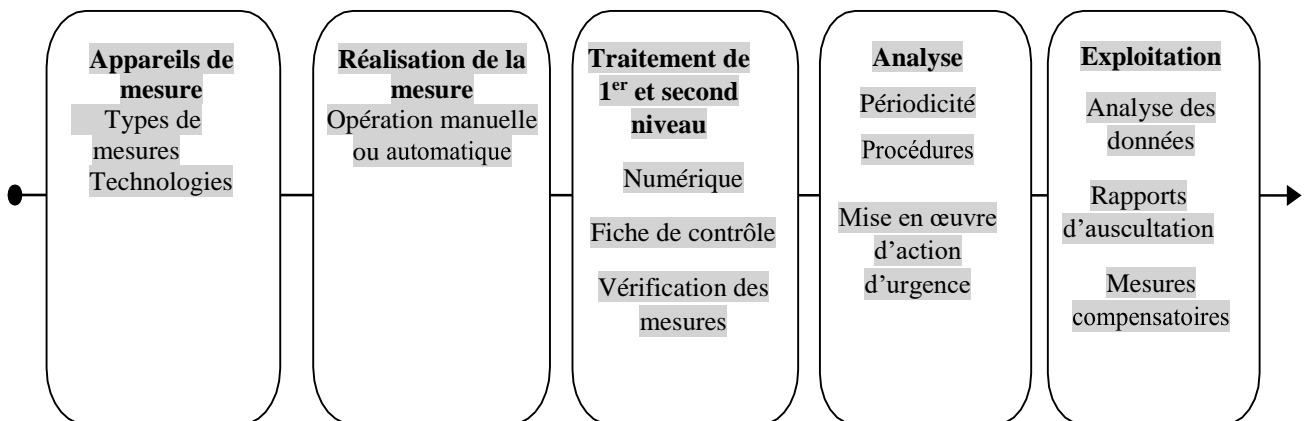 Appareils de
mesure
Types de
mesures
Technologies
Réalisation de la
mesure
Opération manuelle
ou automatique
Traitement de
1er et second
niveau
Numérique
Fiche de contrôle
Vérification des
mesures
Analyse
Périodicité
Procédures
Mise en œuvre
d’action
d’urgence
Exploitation
Analyse des
données
Rapports
d’auscultation
Mesures
compensatoires